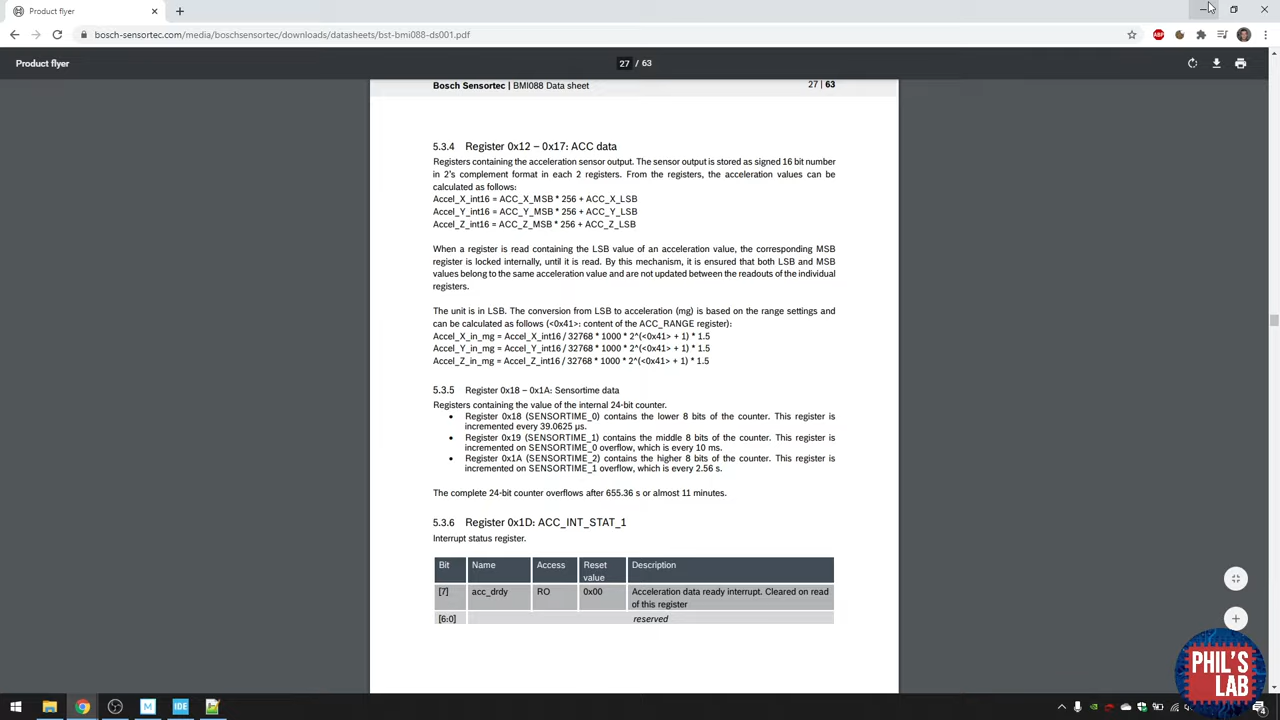 Product flyer
bosch-sensortec.com/media/boschsensortec/downloads/datasheets/bst-bmi088-ds001.pdf
ABP
Product flyer
27 / 63
Bosch Sensortec | BMI088 Data sheet
27 | 63
5.3.4 Register 0x12 – 0x17: ACC data
Registers containing the acceleration sensor output. The sensor output is stored as signed 16 bit number
in 2's complement format in each 2 registers. From the registers, the acceleration values can be
calculated as follows:
Accel_X_int16 = ACC_X_MSB * 256 + ACC_X_LSB
Accel_Y_int16 = ACC_Y_MSB * 256 + ACC_Y_LSB
Accel_Z_int16 = ACC_Z_MSB * 256 + ACC_Z_LSB
When a register is read containing the LSB value of an acceleration value, the corresponding MSB
register is locked internally, until it is read. By this mechanism, it is ensured that both LSB and MSB
values belong to the same acceleration value and are not updated between the readouts of the individual
registers.
The unit is in LSB. The conversion from LSB to acceleration (mg) is based on the range settings and
can be calculated as follows (<0x41>: content of the ACC_RANGE register):
Accel_X_in_mg = Accel_X_int16 / 32768 * 1000 * 2^(<0x41> + 1) * 1.5
Accel_Y_in_mg = Accel_Y_int16 / 32768 * 1000 * 2^(<0x41> + 1) * 1.5
Accel_Z_in_mg = Accel_Z_int16 / 32768 * 1000 * 2^(<0x41> + 1) * 1.5
5.3.5 Register 0x18 – 0x1A: Sensortime data
Registers containing the value of the internal 24-bit counter.
• Register 0x18 (SENSORTIME_0) contains the lower 8 bits of the counter. This register is
incremented every 39.0625 µs.
• Register 0x19 (SENSORTIME_1) contains the middle 8 bits of the counter. This register is
incremented on SENSORTIME_0 overflow, which is every 10 ms.
• Register 0x1A (SENSORTIME_2) contains the higher 8 bits of the counter. This register is
incremented on SENSORTIME_1 overflow, which is every 2.56 s.
The complete 24-bit counter overflows after 655.36 s or almost 11 minutes.
5.3.6 Register 0x1D: ACC_INT_STAT_1
Interrupt status register.
Bit Name Access Reset value Description
[7] acc_drdy RO 0x00 Acceleration data ready interrupt. Cleared on read
of this register
[6:0] reserved
PHIL'S
LAB
M
IDE